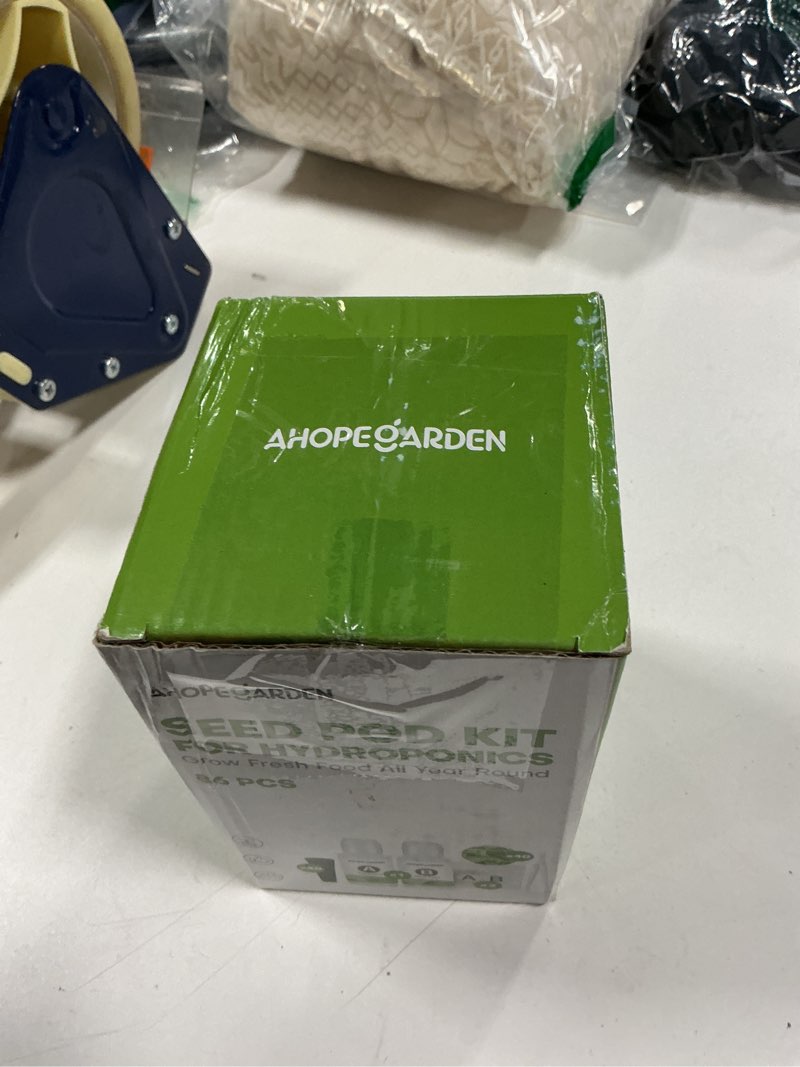 AHOPEGARDEN
AHOPEGARDEN
SEED POD KIT
FOR HYDROPONICS
Grow Fresh Food All Year Round
86 PCS
A B
A B